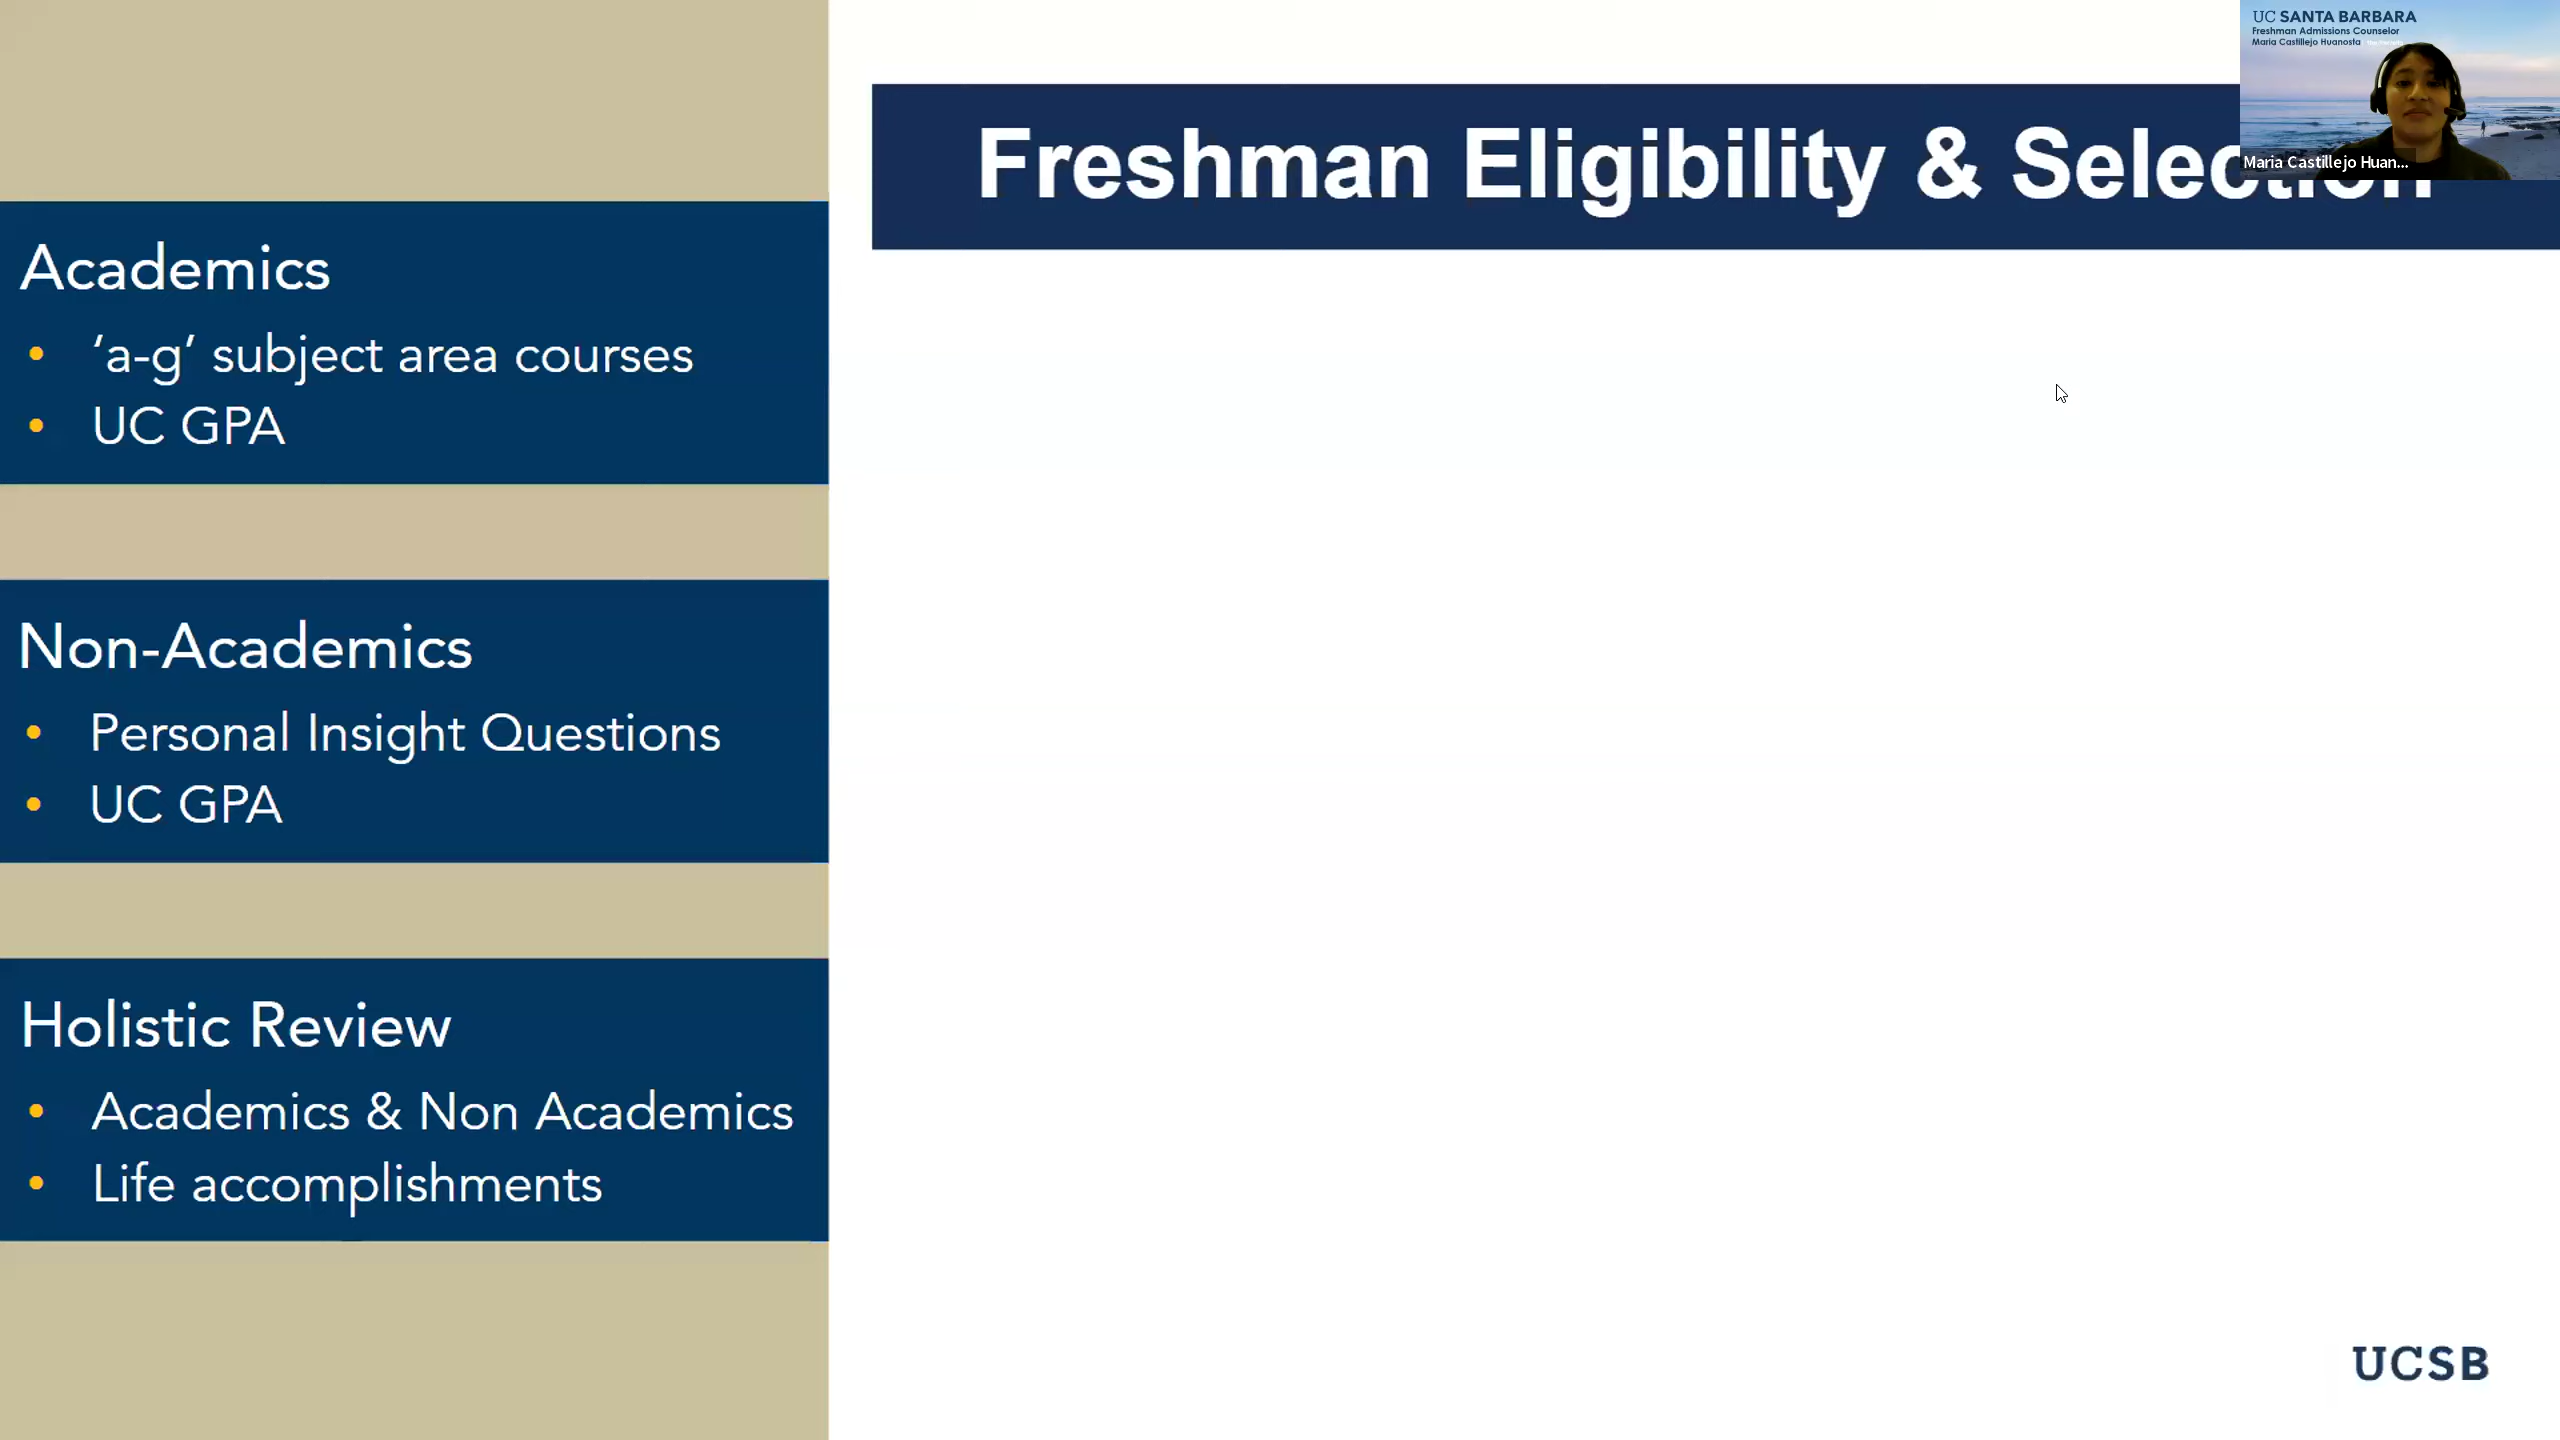 UC SANTA BARBARA
Freshman Admissions Counselor
Maria Castillejo Huanosta
Maria Castillejo Huan...
Freshman Eligibility & Selection
Academics
• ‘a-g’ subject area courses
• UC GPA
Non-Academics
• Personal Insight Questions
• UC GPA
Holistic Review
• Academics & Non Academics
• Life accomplishments
UCSB